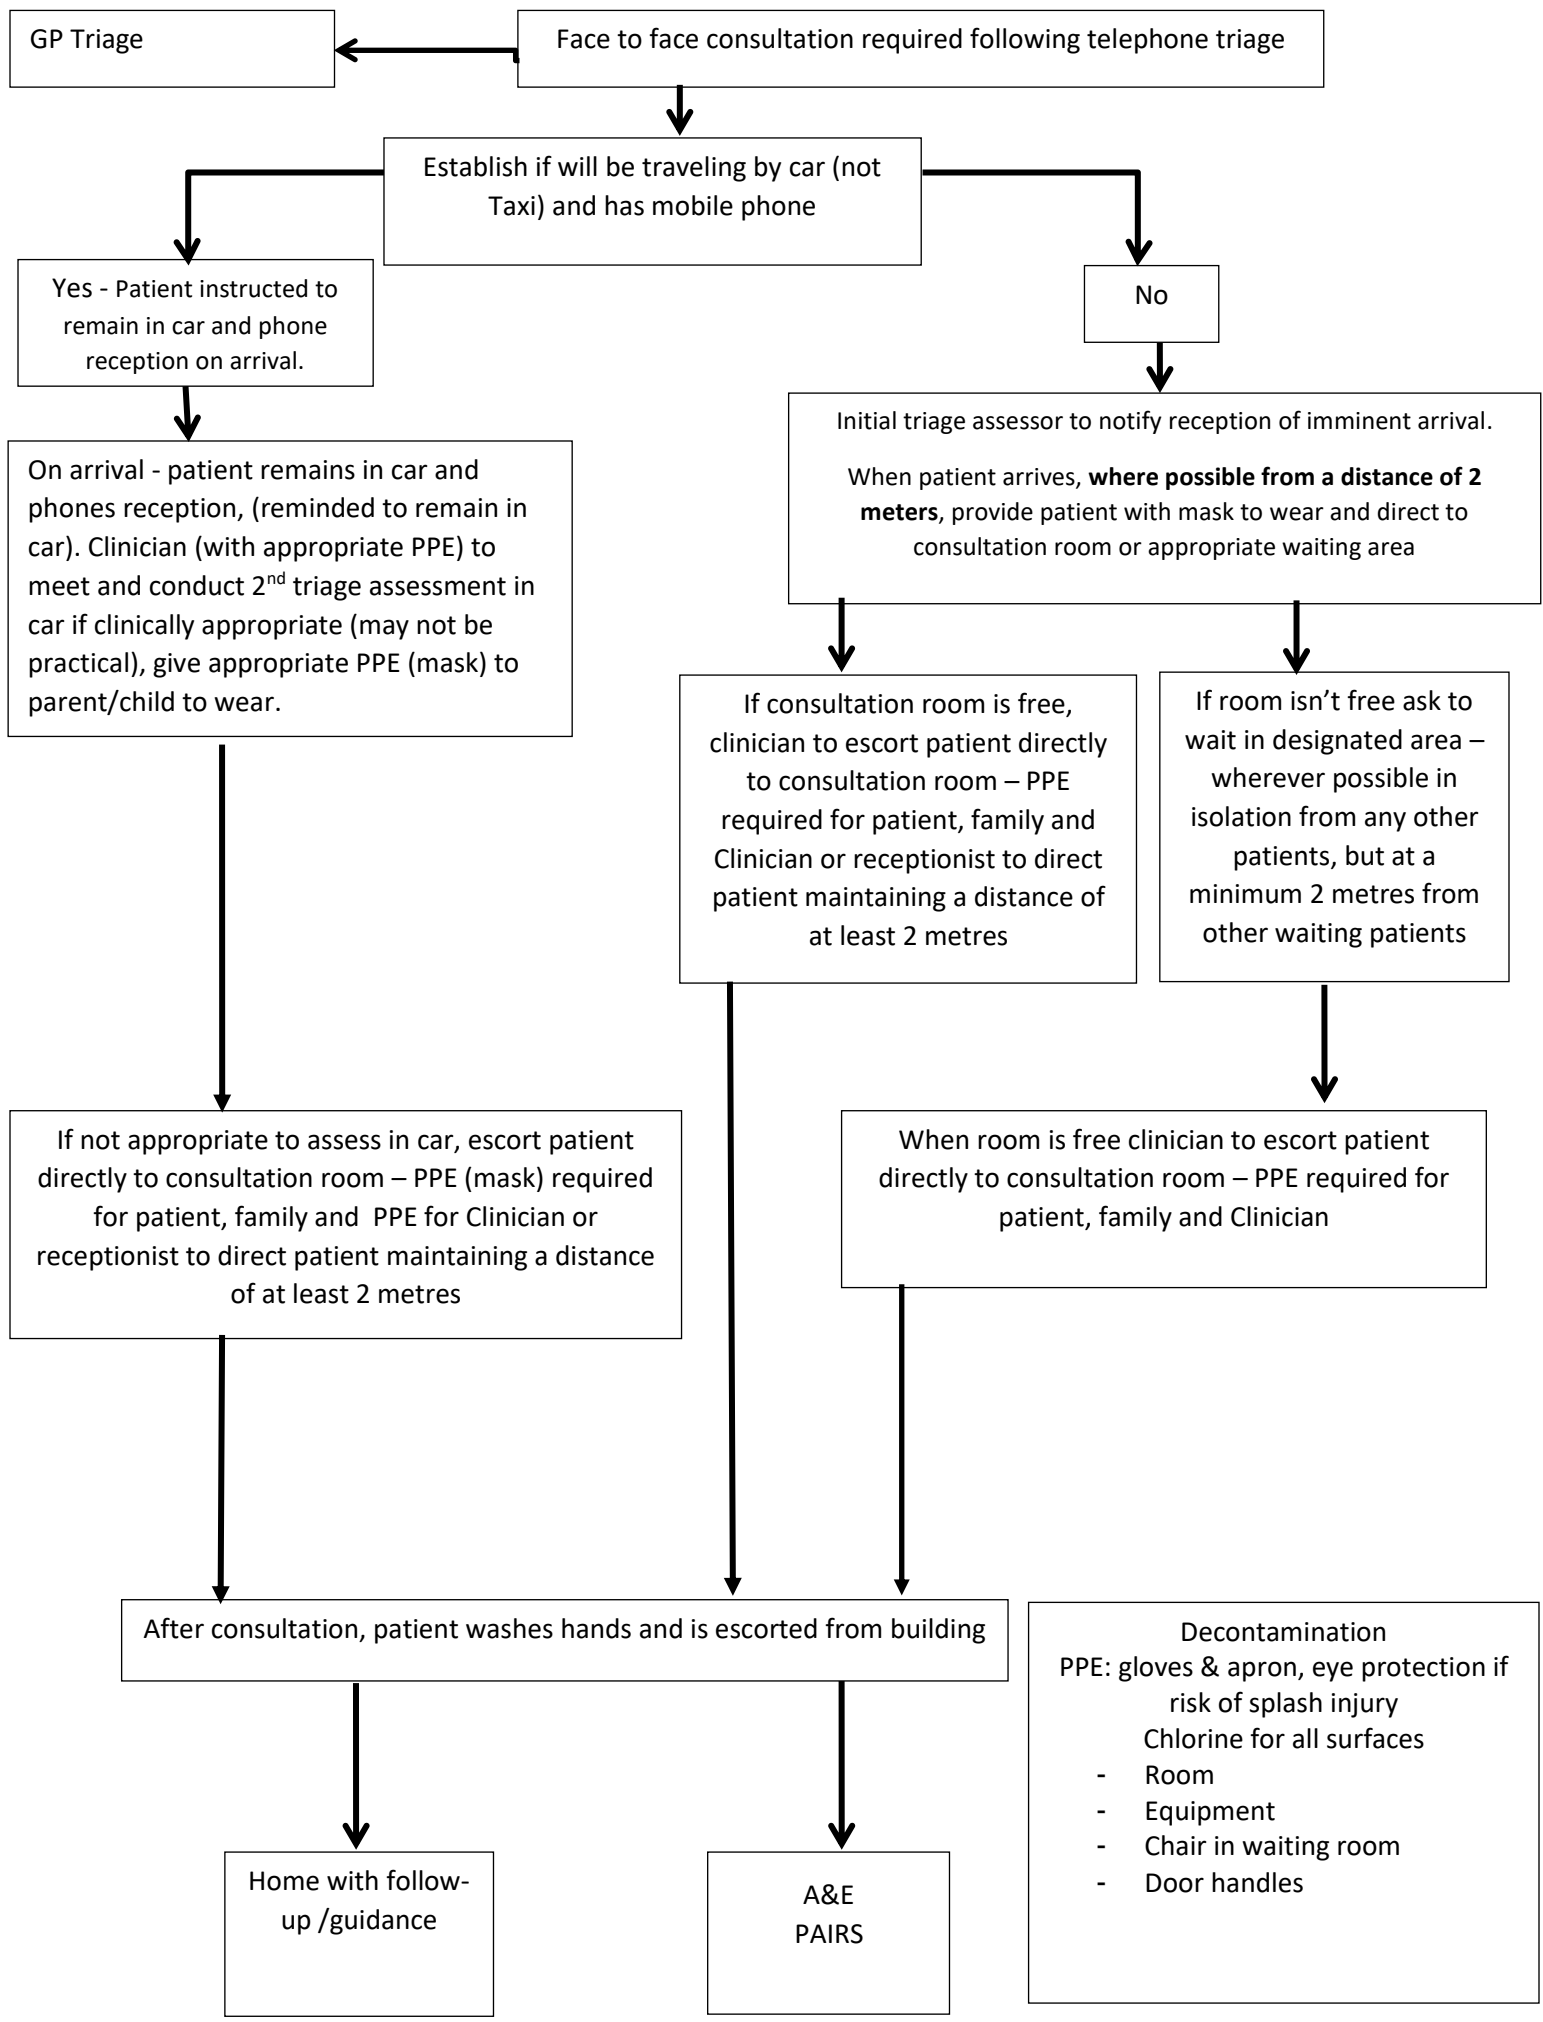 GP Triage
Face to face consultation required following telephone triage
Establish if will be traveling by car (not
Taxi) and has mobile phone
Yes - Patient instructed to
remain in car and phone
reception on arrival.
No
On arrival - patient remains in car and
phones reception, (reminded to remain in
car). Clinician (with appropriate PPE) to
meet and conduct 2nd triage assessment in
car if clinically appropriate (may not be
practical), give appropriate PPE (mask) to
parent/child to wear.
Initial triage assessor to notify reception of imminent arrival.
When patient arrives, where possible from a distance of 2
meters, provide patient with mask to wear and direct to
consultation room or appropriate waiting area
If consultation room is free,
clinician to escort patient directly
to consultation room – PPE
required for patient, family and
Clinician or receptionist to direct
patient maintaining a distance of
at least 2 metres
If room isn’t free ask to
wait in designated area –
wherever possible in
isolation from any other
patients, but at a
minimum 2 metres from
other waiting patients
If not appropriate to assess in car, escort patient
directly to consultation room – PPE (mask) required
for patient, family and  PPE for Clinician or
receptionist to direct patient maintaining a distance
of at least 2 metres
When room is free clinician to escort patient
directly to consultation room – PPE required for
patient, family and Clinician
After consultation, patient washes hands and is escorted from building
Decontamination
PPE: gloves & apron, eye protection if
risk of splash injury
Chlorine for all surfaces
- Room
- Equipment
- Chair in waiting room
- Door handles
Home with follow-
up /guidance
A&E
PAIRS